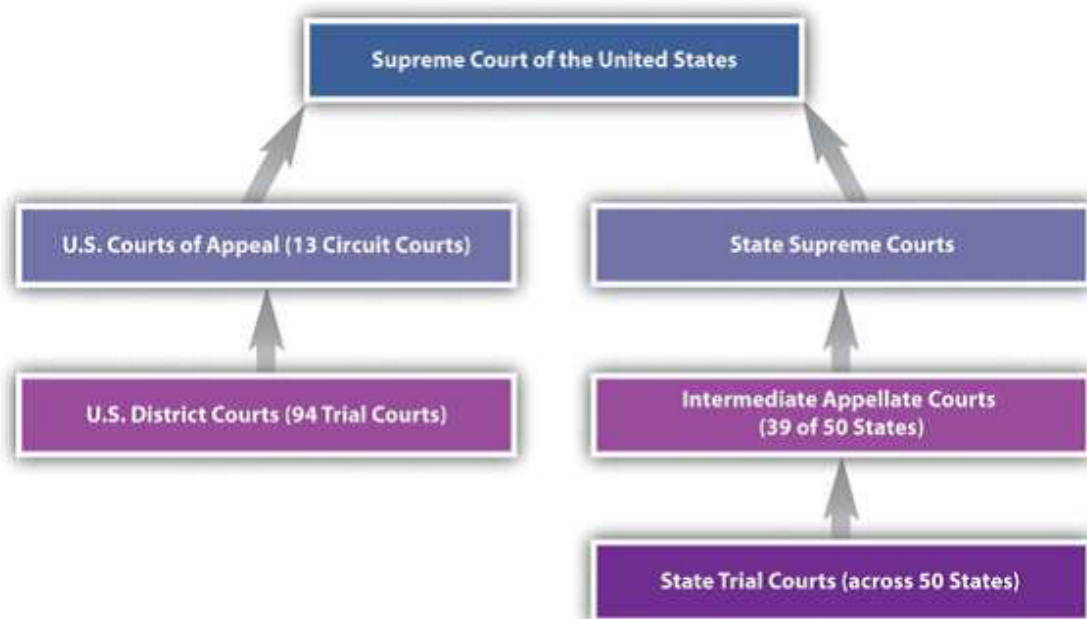 Supreme Court of the United States
U.S. Courts of Appeal (13 Circuit Courts)
State Supreme Courts
U.S. District Courts (94 Trial Courts)
Intermediate Appellate Courts
(39 of 50 States)
State Trial Courts (across 50 States)